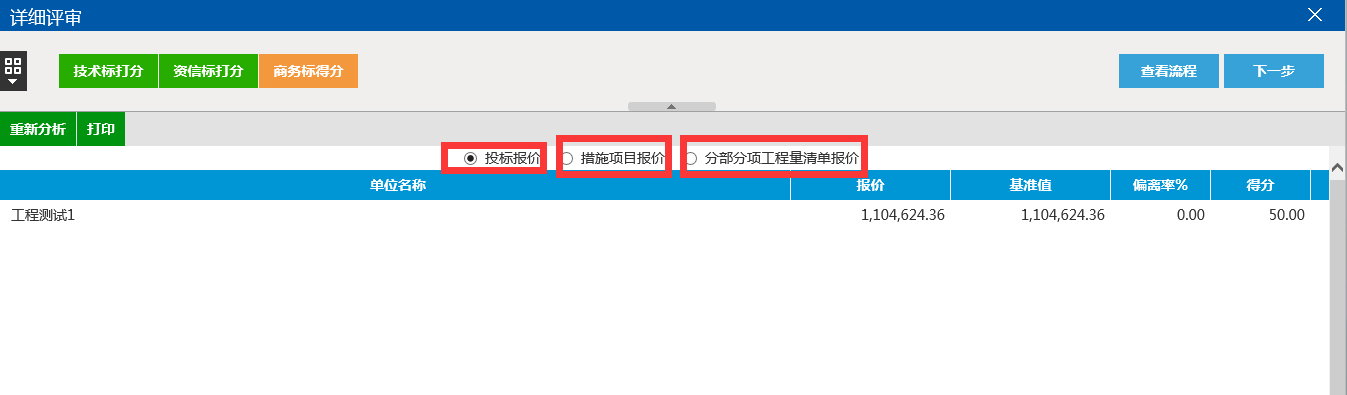 详细评审
技术标打分 资信标打分 商务标得分 查看流程 下一步
重新分析 打印
投标报价 措施项目报价 分部分项工程量清单报价
单位名称 报价 基准值 偏离率% 得分
工程测试1 1,104,624.36 1,104,624.36 0.00 50.00